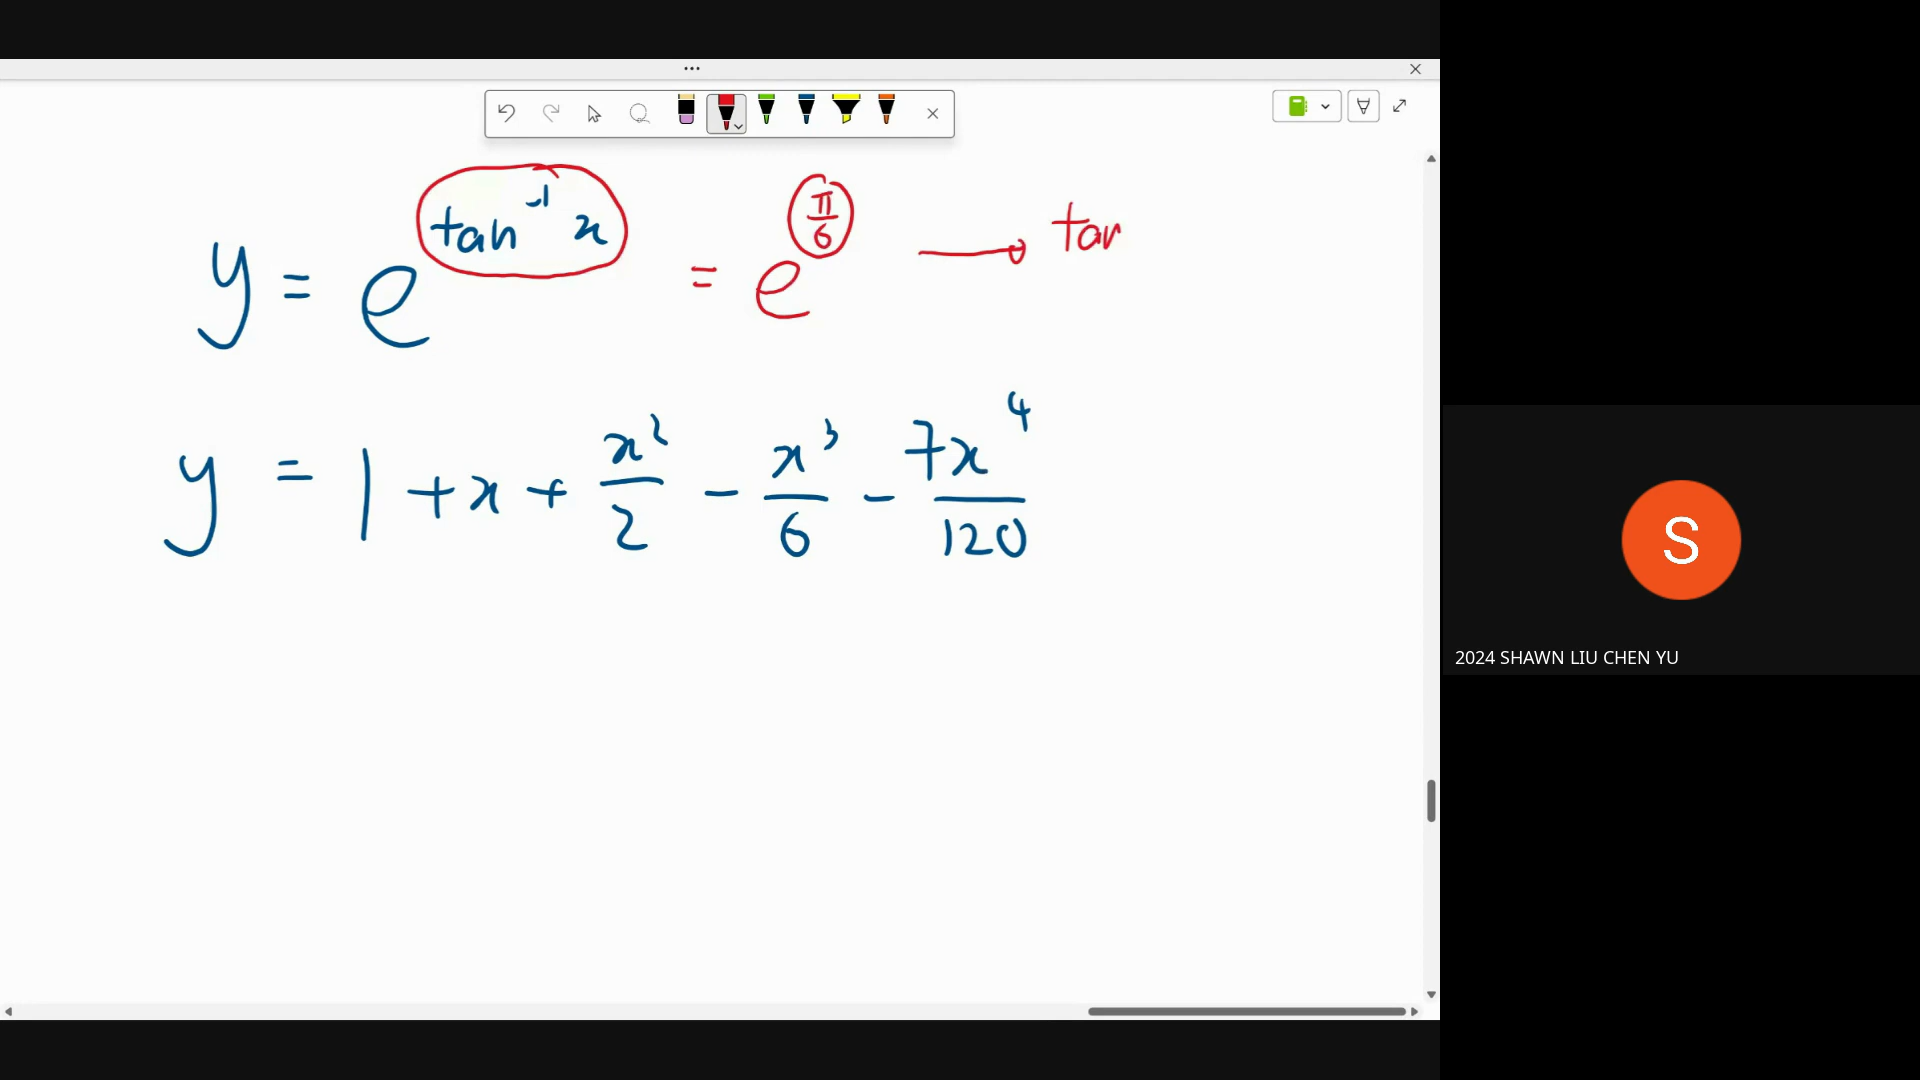 y = e^{tan^{-1} x} = e^{π/6} → tan
y = 1 + x + x²/2 - x³/6 - 7x⁴/120
S
2024 SHAWN LIU CHEN YU